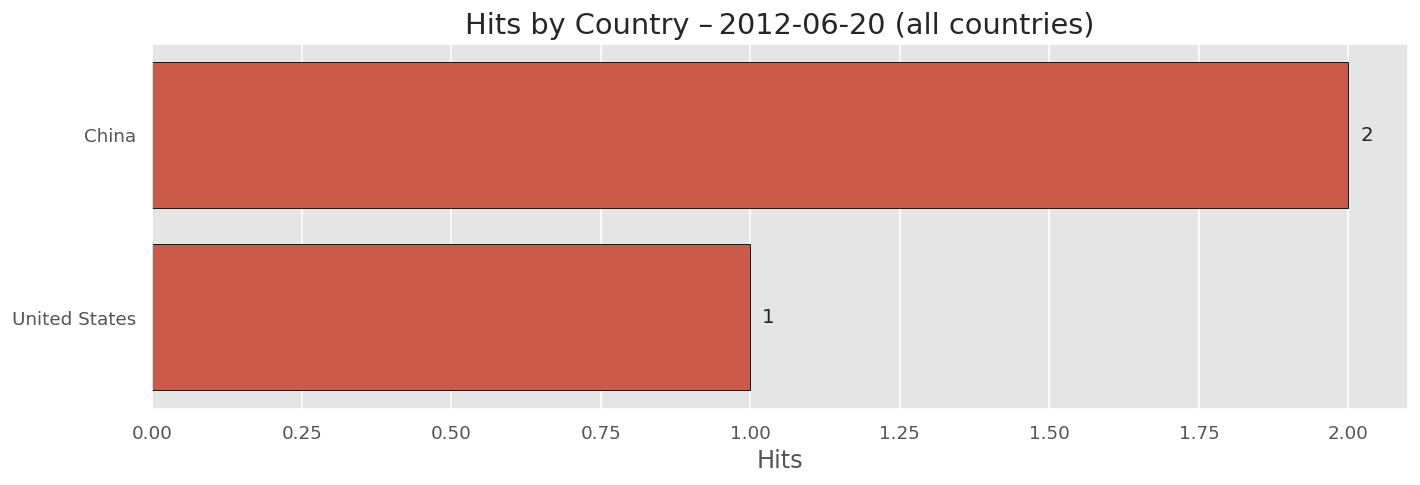 Hits by Country – 2012-06-20 (all countries)
China
2
United States
1
0.00 0.25 0.50 0.75 1.00 1.25 1.50 1.75 2.00
Hits